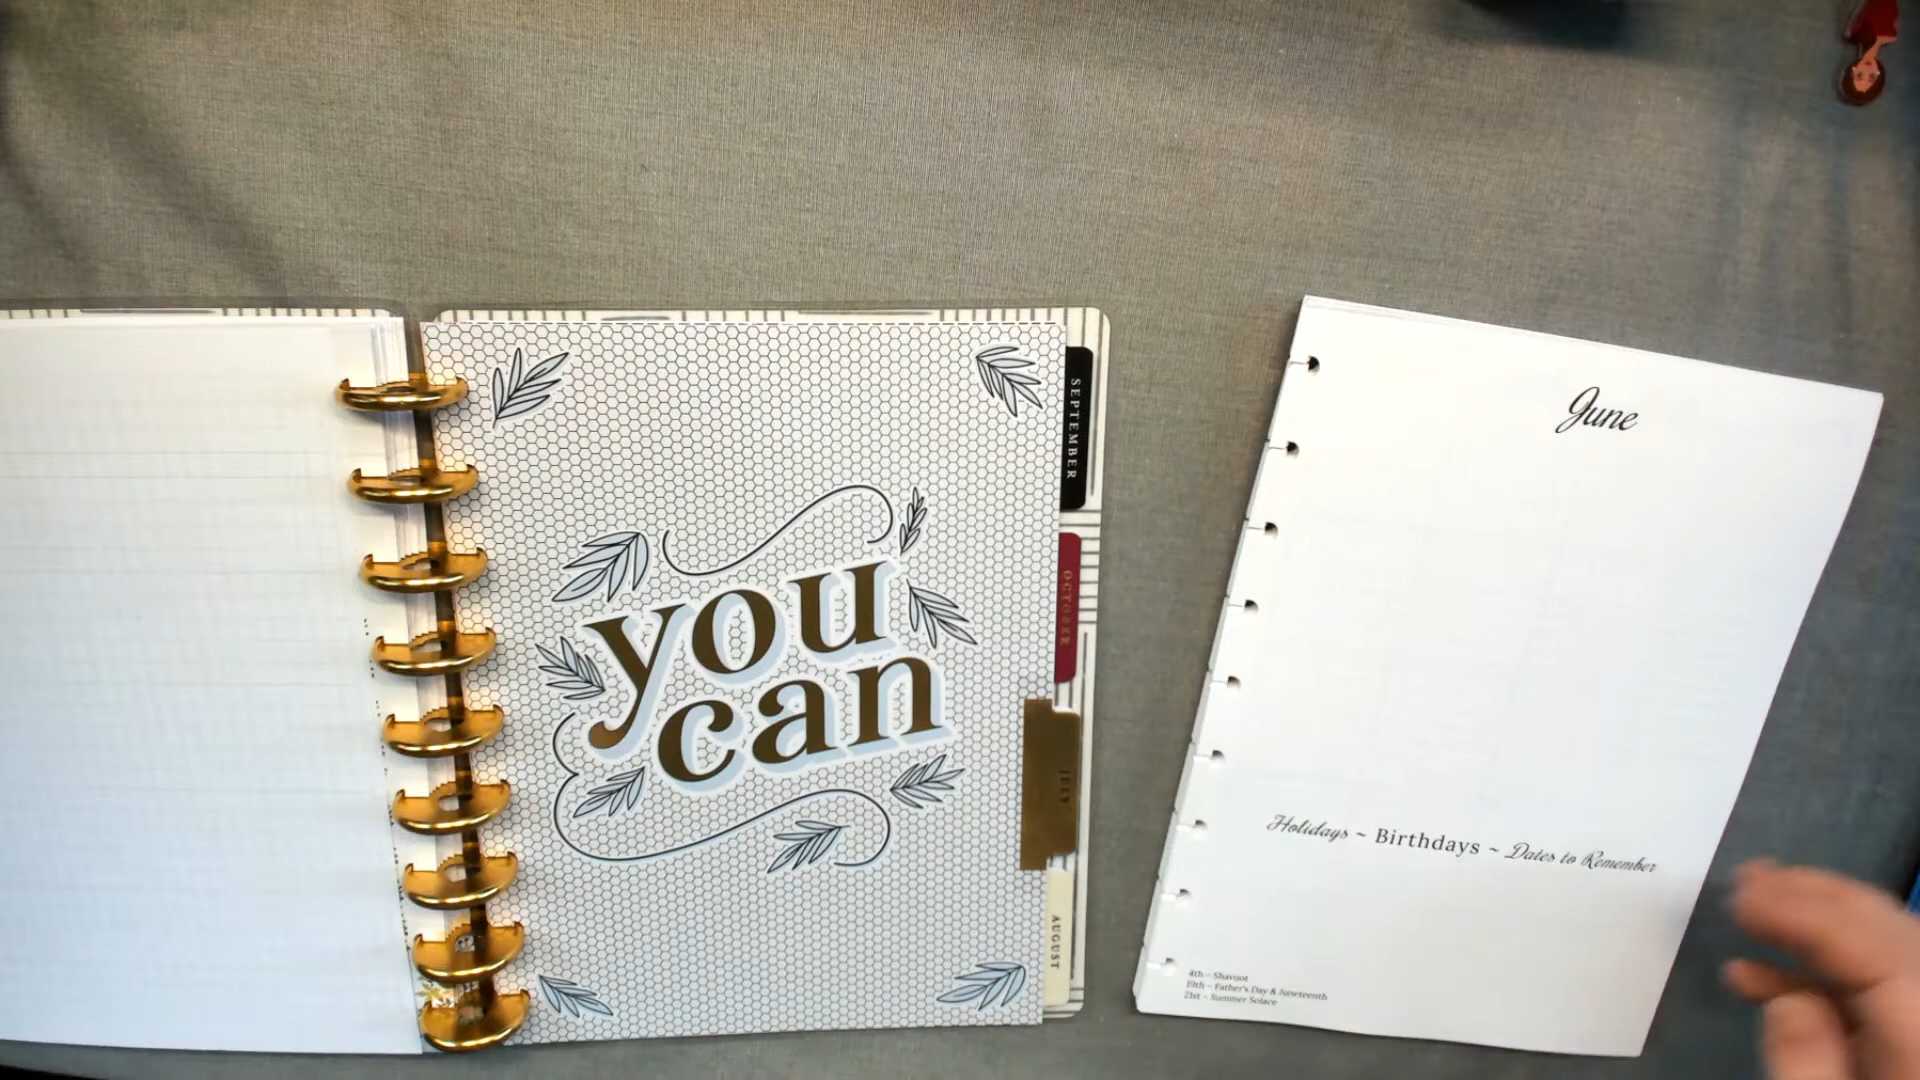 you
can
SEPTEMBER
OCTOBER
JULY
AUGUST
June
Holidays ~ Birthdays ~ Dates to Remember
4th - Shavuot
19th - Father's Day & Juneteenth
21st - Summer Solace